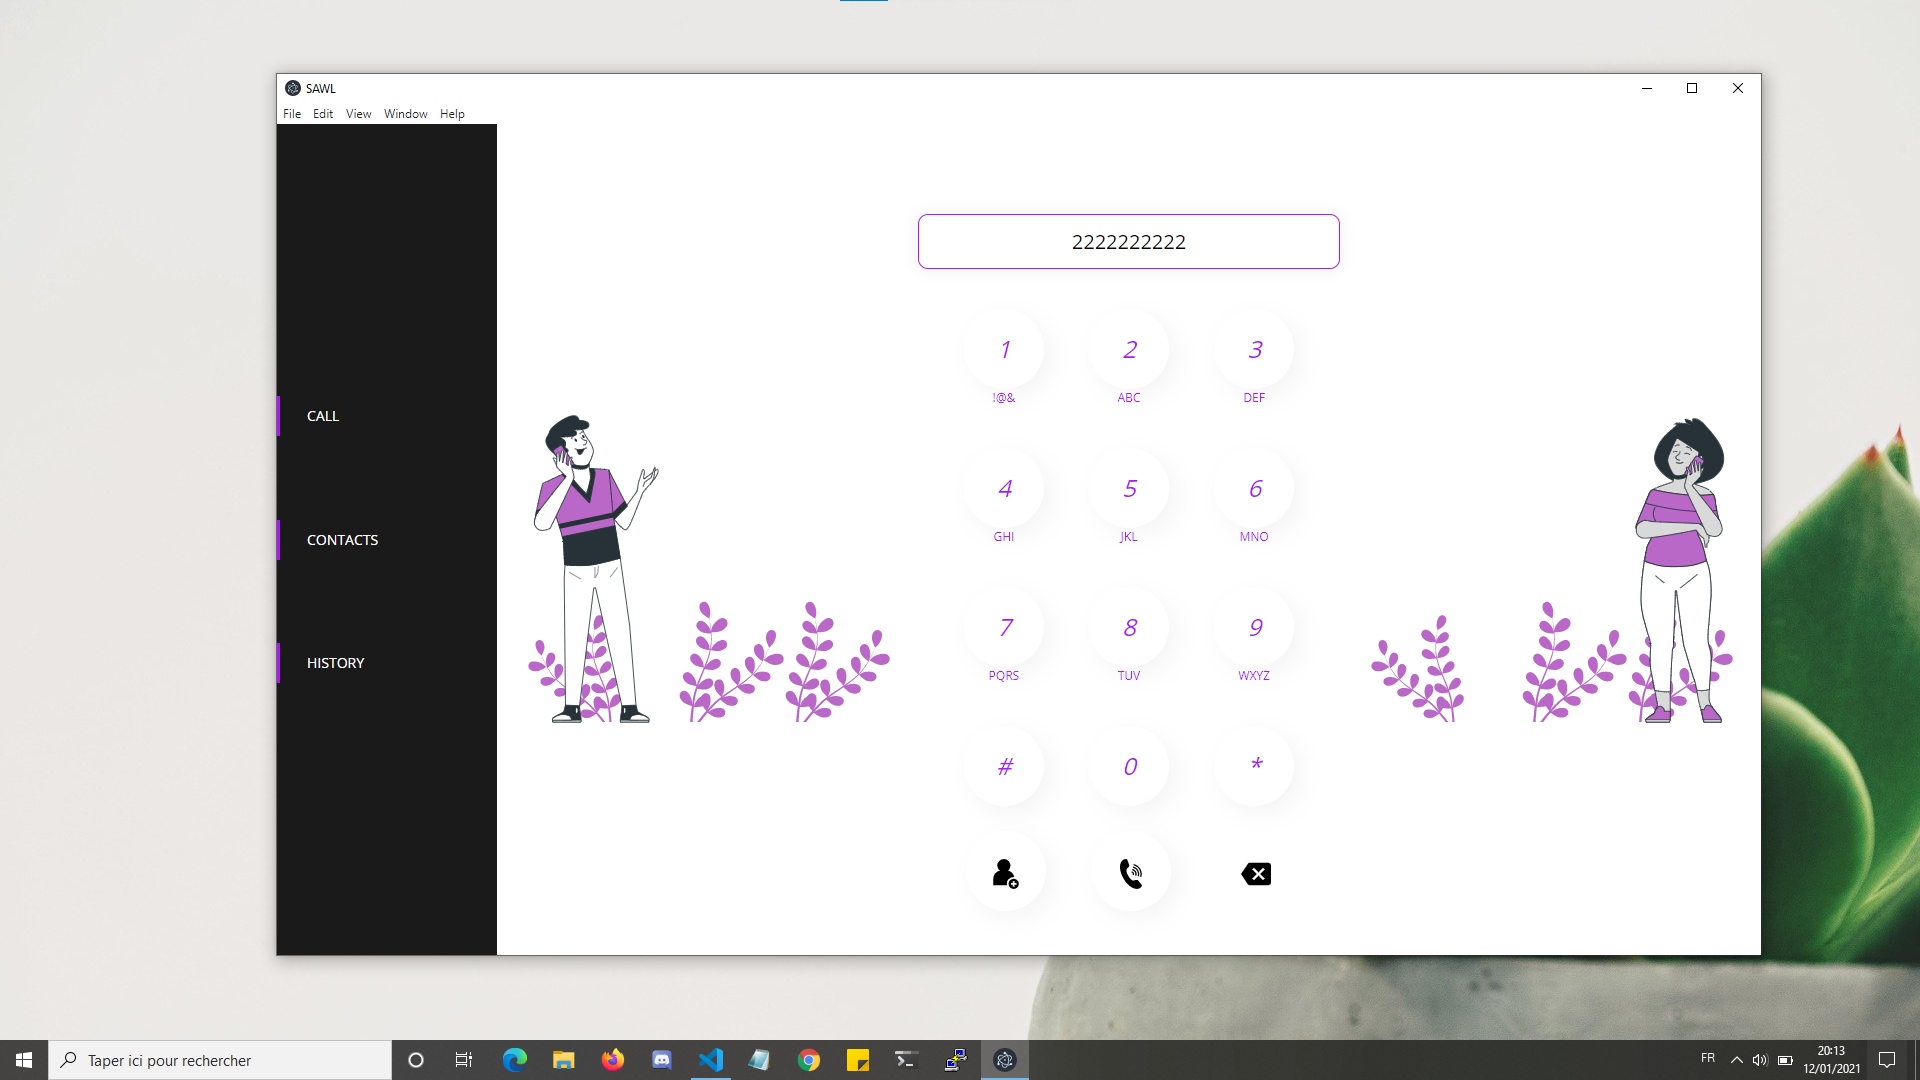 SAWL
File Edit View Window Help
2222222222
1 2 3
!@& ABC DEF
CALL
4 5 6
GHI JKL MNO
CONTACTS
7 8 9
PQRS TUV WXYZ
HISTORY
# 0 *
Taper ici pour rechercher
FR
20:13
12/01/2021